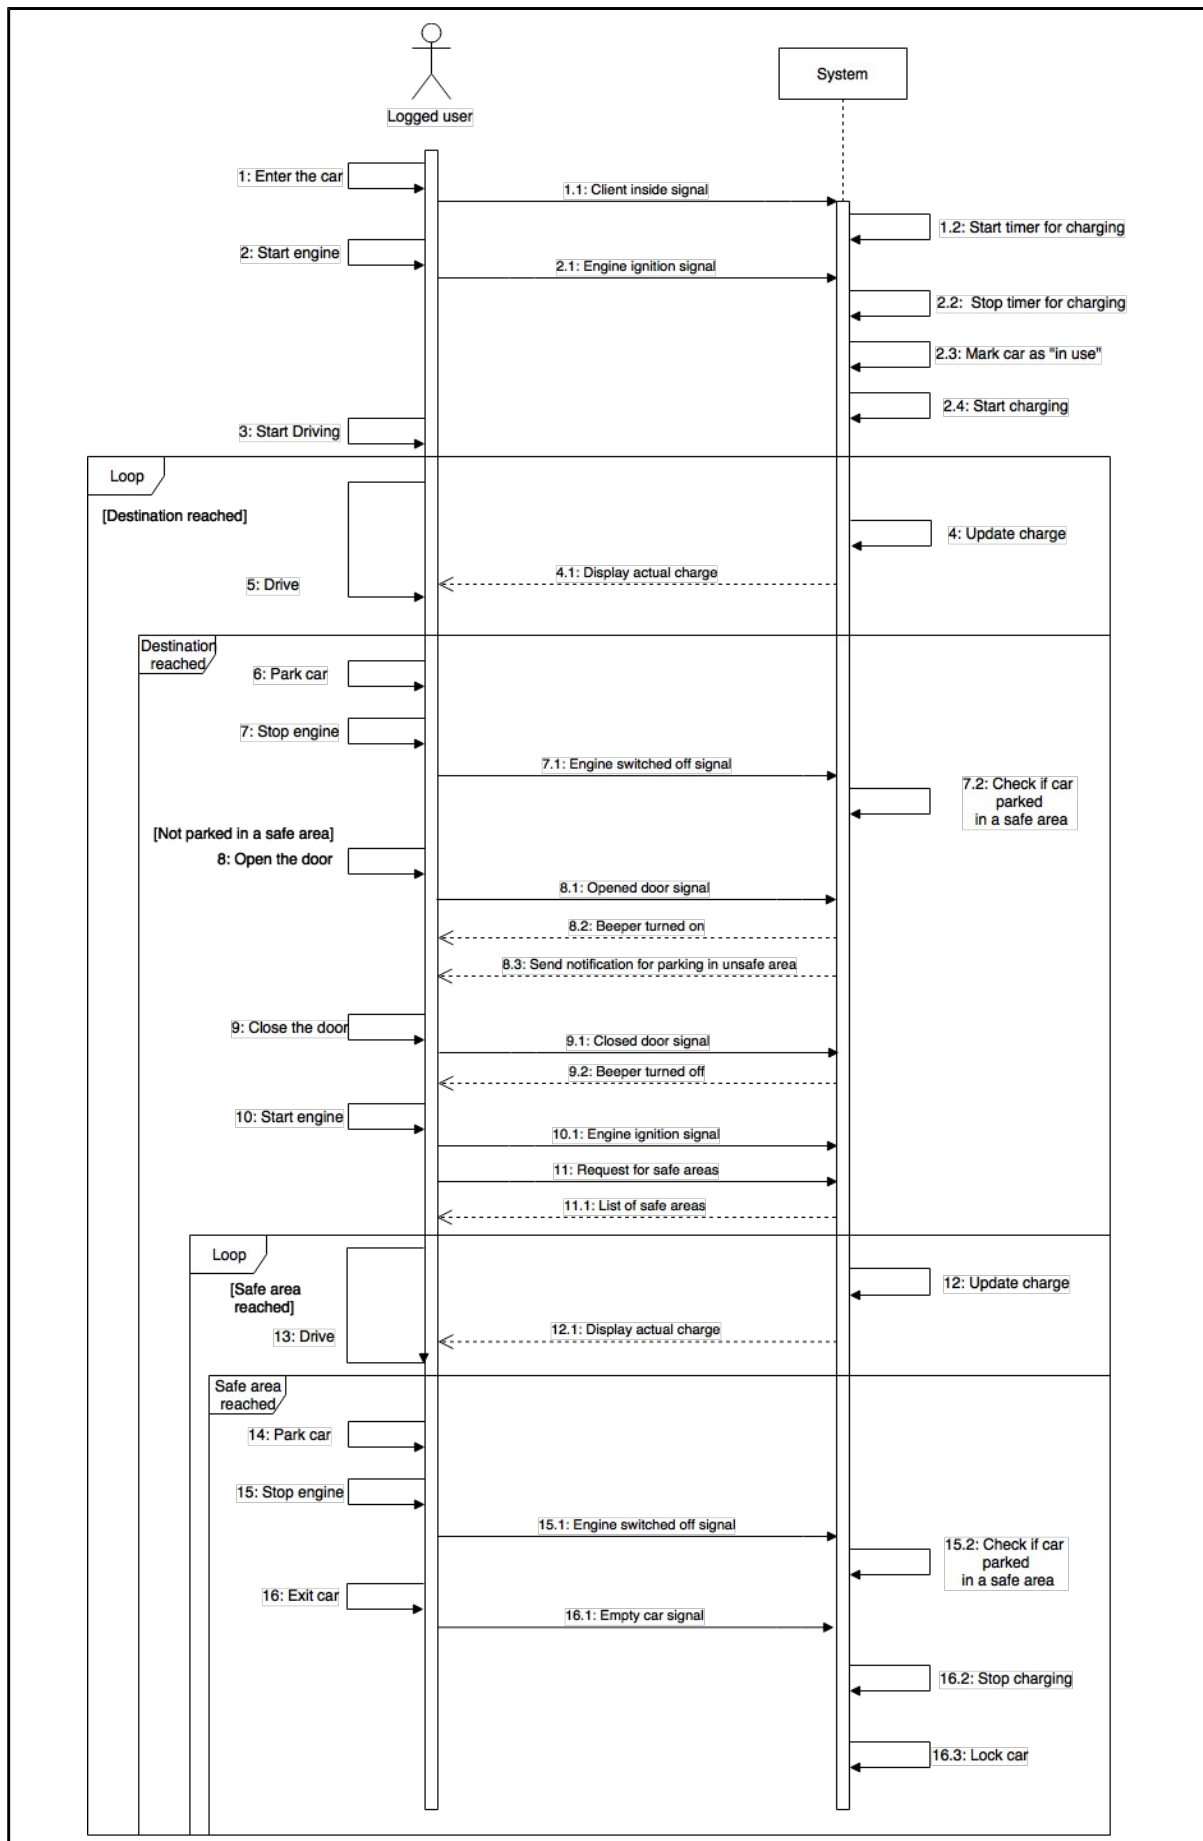 Logged user
System
1: Enter the car
1.1: Client inside signal
1.2: Start timer for charging
2: Start engine
2.1: Engine ignition signal
2.2:  Stop timer for charging
2.3: Mark car as "in use"
2.4: Start charging
3: Start Driving
Loop
[Destination reached]
4: Update charge
4.1: Display actual charge
5: Drive
Destination
reached
6: Park car
7: Stop engine
7.1: Engine switched off signal
7.2: Check if car
parked
in a safe area
[Not parked in a safe area]
8: Open the door
8.1: Opened door signal
8.2: Beeper turned on
8.3: Send notification for parking in unsafe area
9: Close the door
9.1: Closed door signal
9.2: Beeper turned off
10: Start engine
10.1: Engine ignition signal
11: Request for safe areas
11.1: List of safe areas
Loop
[Safe area
reached]
12: Update charge
12.1: Display actual charge
13: Drive
Safe area
reached
14: Park car
15: Stop engine
15.1: Engine switched off signal
15.2: Check if car
parked
in a safe area
16: Exit car
16.1: Empty car signal
16.2: Stop charging
16.3: Lock car